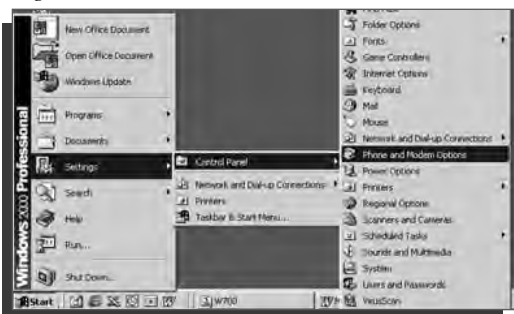 New Office Document
Open Office Document
Windows Update
Programs
Documents
Settings
Search
Help
Run...
Shut Down...
Windows 2000 Professional
Start
W700
Control Panel
Network and Dial-up Connections
Printers
Taskbar & Start Menu...
Folder Options
Fonts
Game Controllers
Internet Options
Keyboard
Mail
Mouse
Network and Dial-up Connections
Phone and Modem Options
Power Options
Printers
Regional Options
Scanners and Cameras
Scheduled Tasks
Sounds and Multimedia
System
Users and Passwords
VirusScan